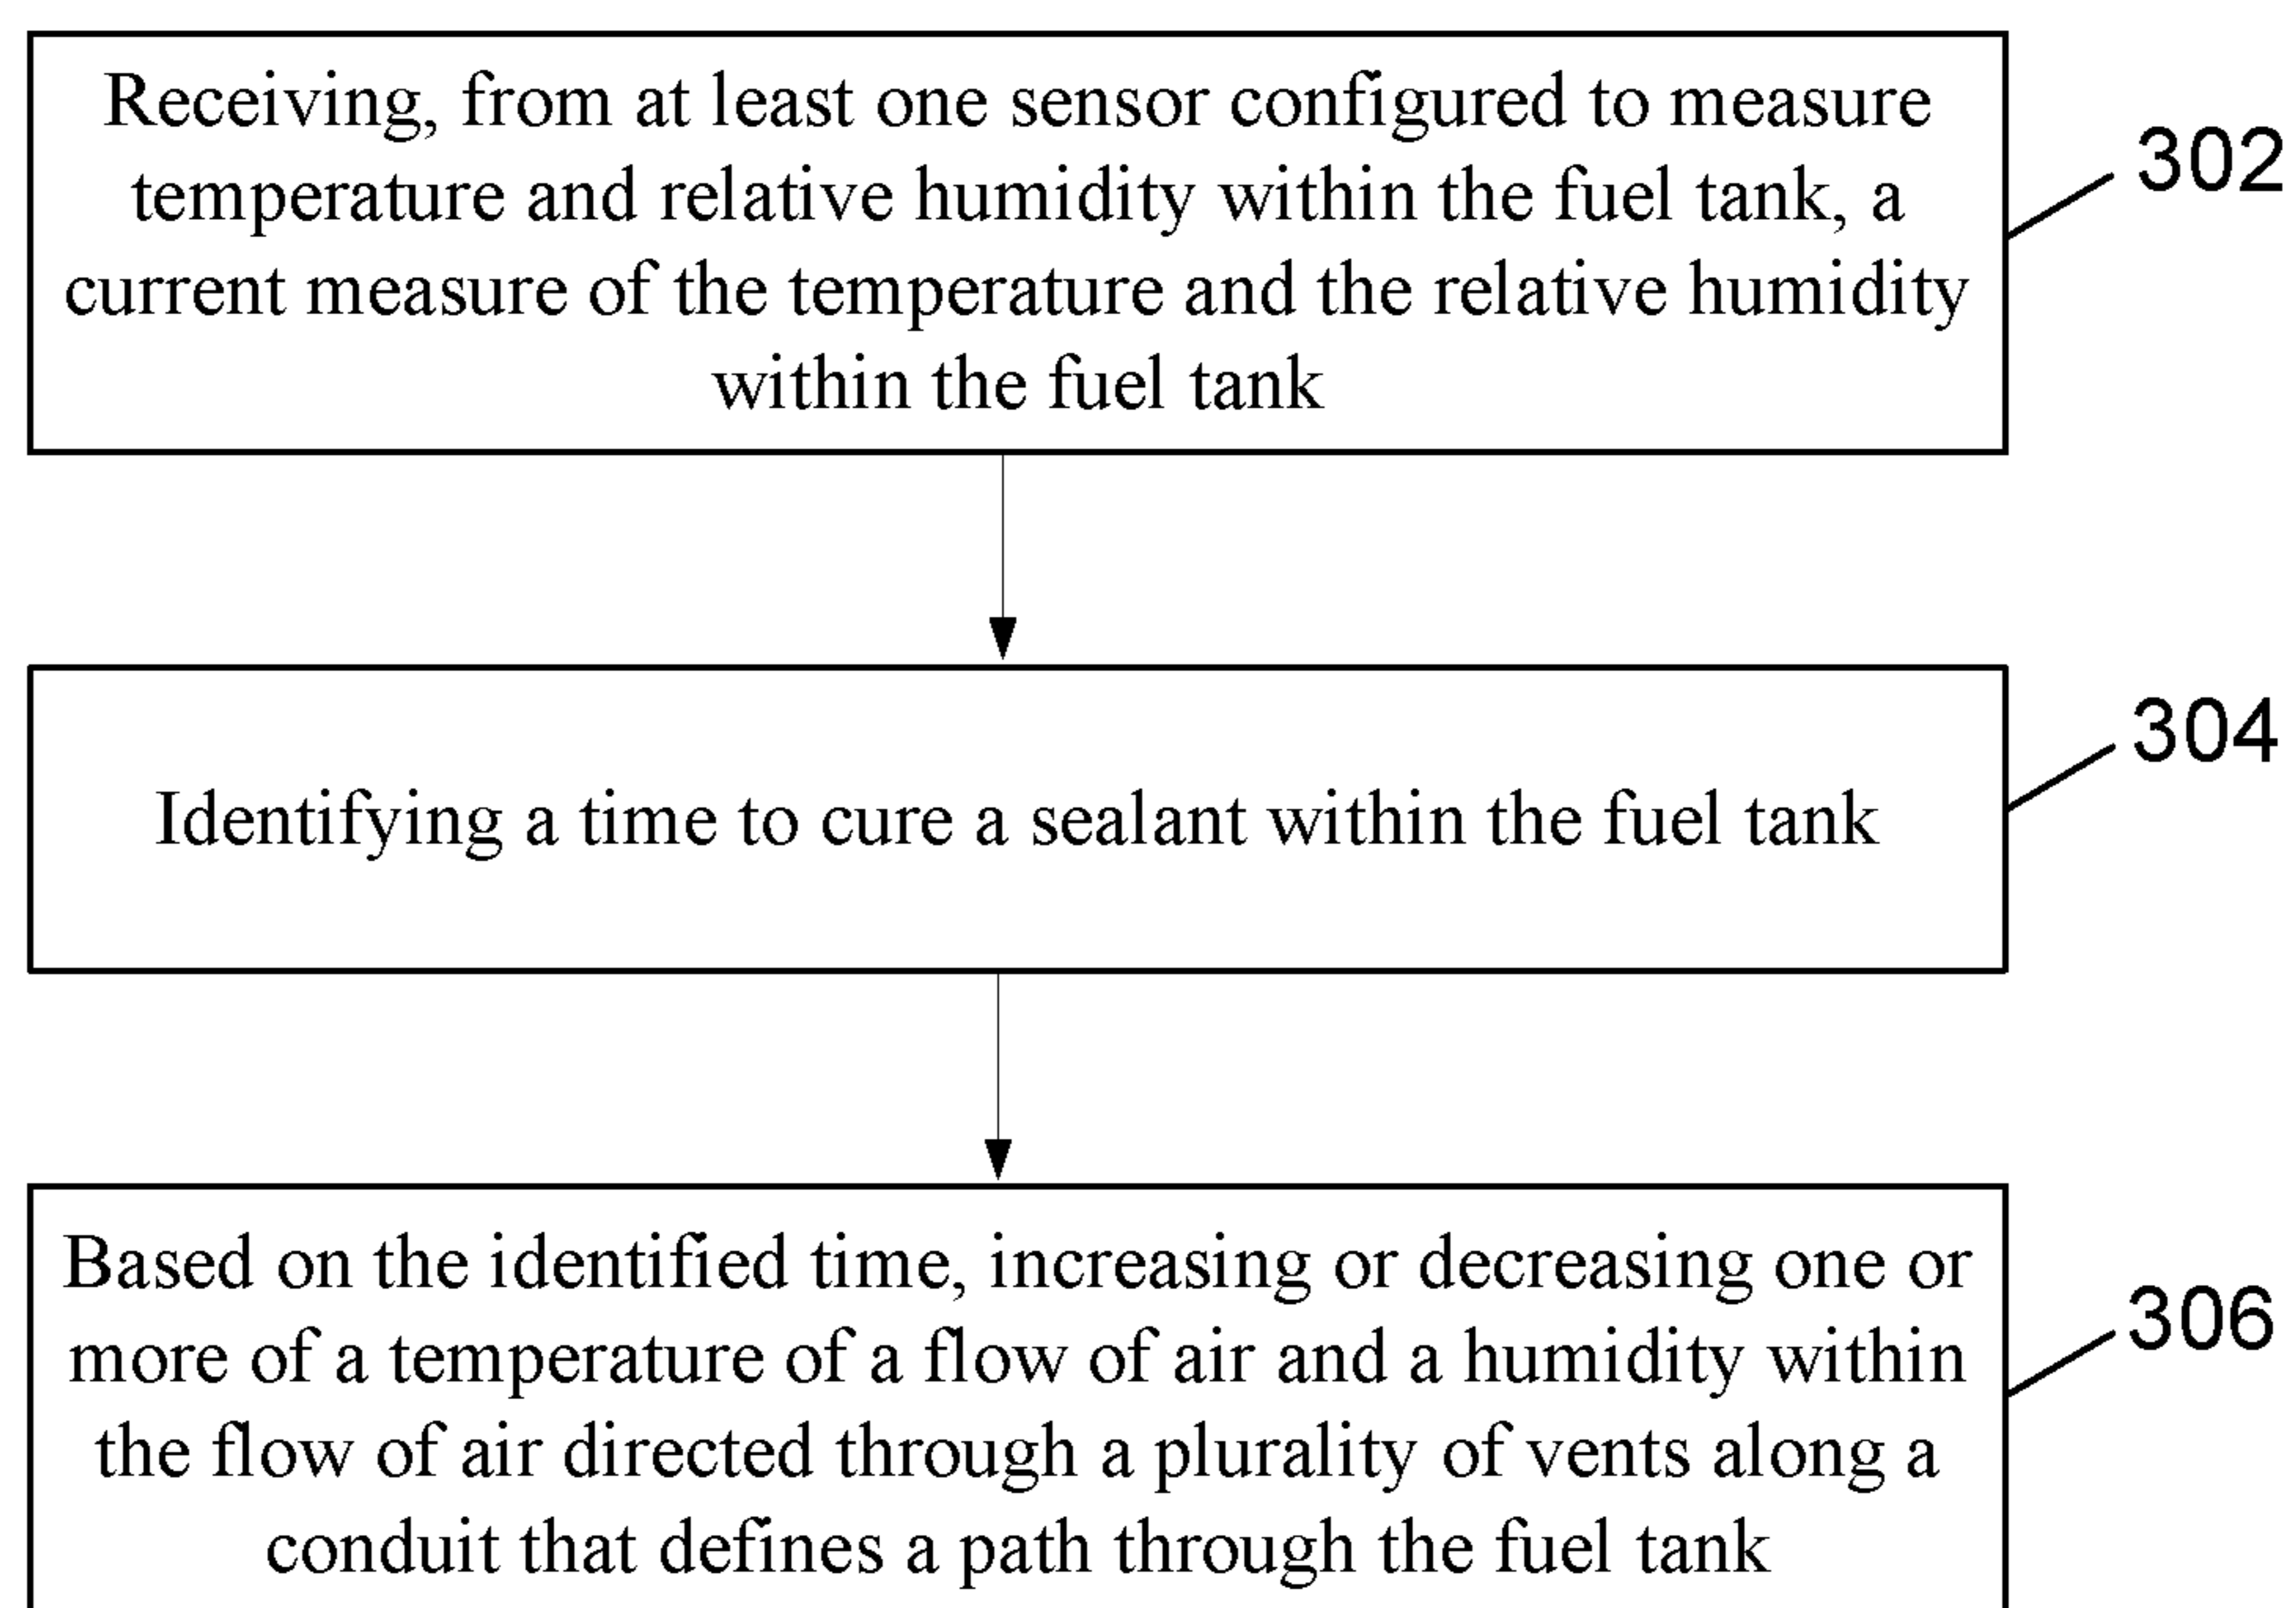 Receiving, from at least one sensor configured to measure
temperature and relative humidity within the fuel tank, a
current measure of the temperature and the relative humidity
within the fuel tank
302
Identifying a time to cure a sealant within the fuel tank
304
Based on the identified time, increasing or decreasing one or
more of a temperature of a flow of air and a humidity within
the flow of air directed through a plurality of vents along a
conduit that defines a path through the fuel tank
306